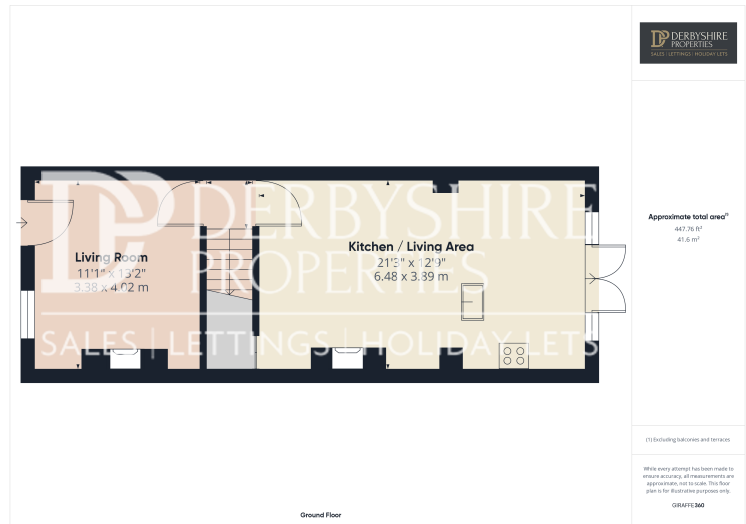 DERBYSHIRE
PROPERTIES
SALES | LETTINGS | HOLIDAY LETS
DERBYSHIRE
PROPERTIES
SALES | LETTINGS | HOLIDAY LETS
Living Room
11'1" x 13'2"
3.38 x 4.02 m
Kitchen / Living Area
21'3" x 12'9"
6.48 x 3.89 m
Ground Floor
Approximate total area⁽¹⁾
447.76 ft²
41.6 m²
(1) Excluding balconies and terraces
While every attempt has been made to
ensure accuracy, all measurements are
approximate, not to scale. This floor
plan is for illustrative purposes only.
GIRAFFE360